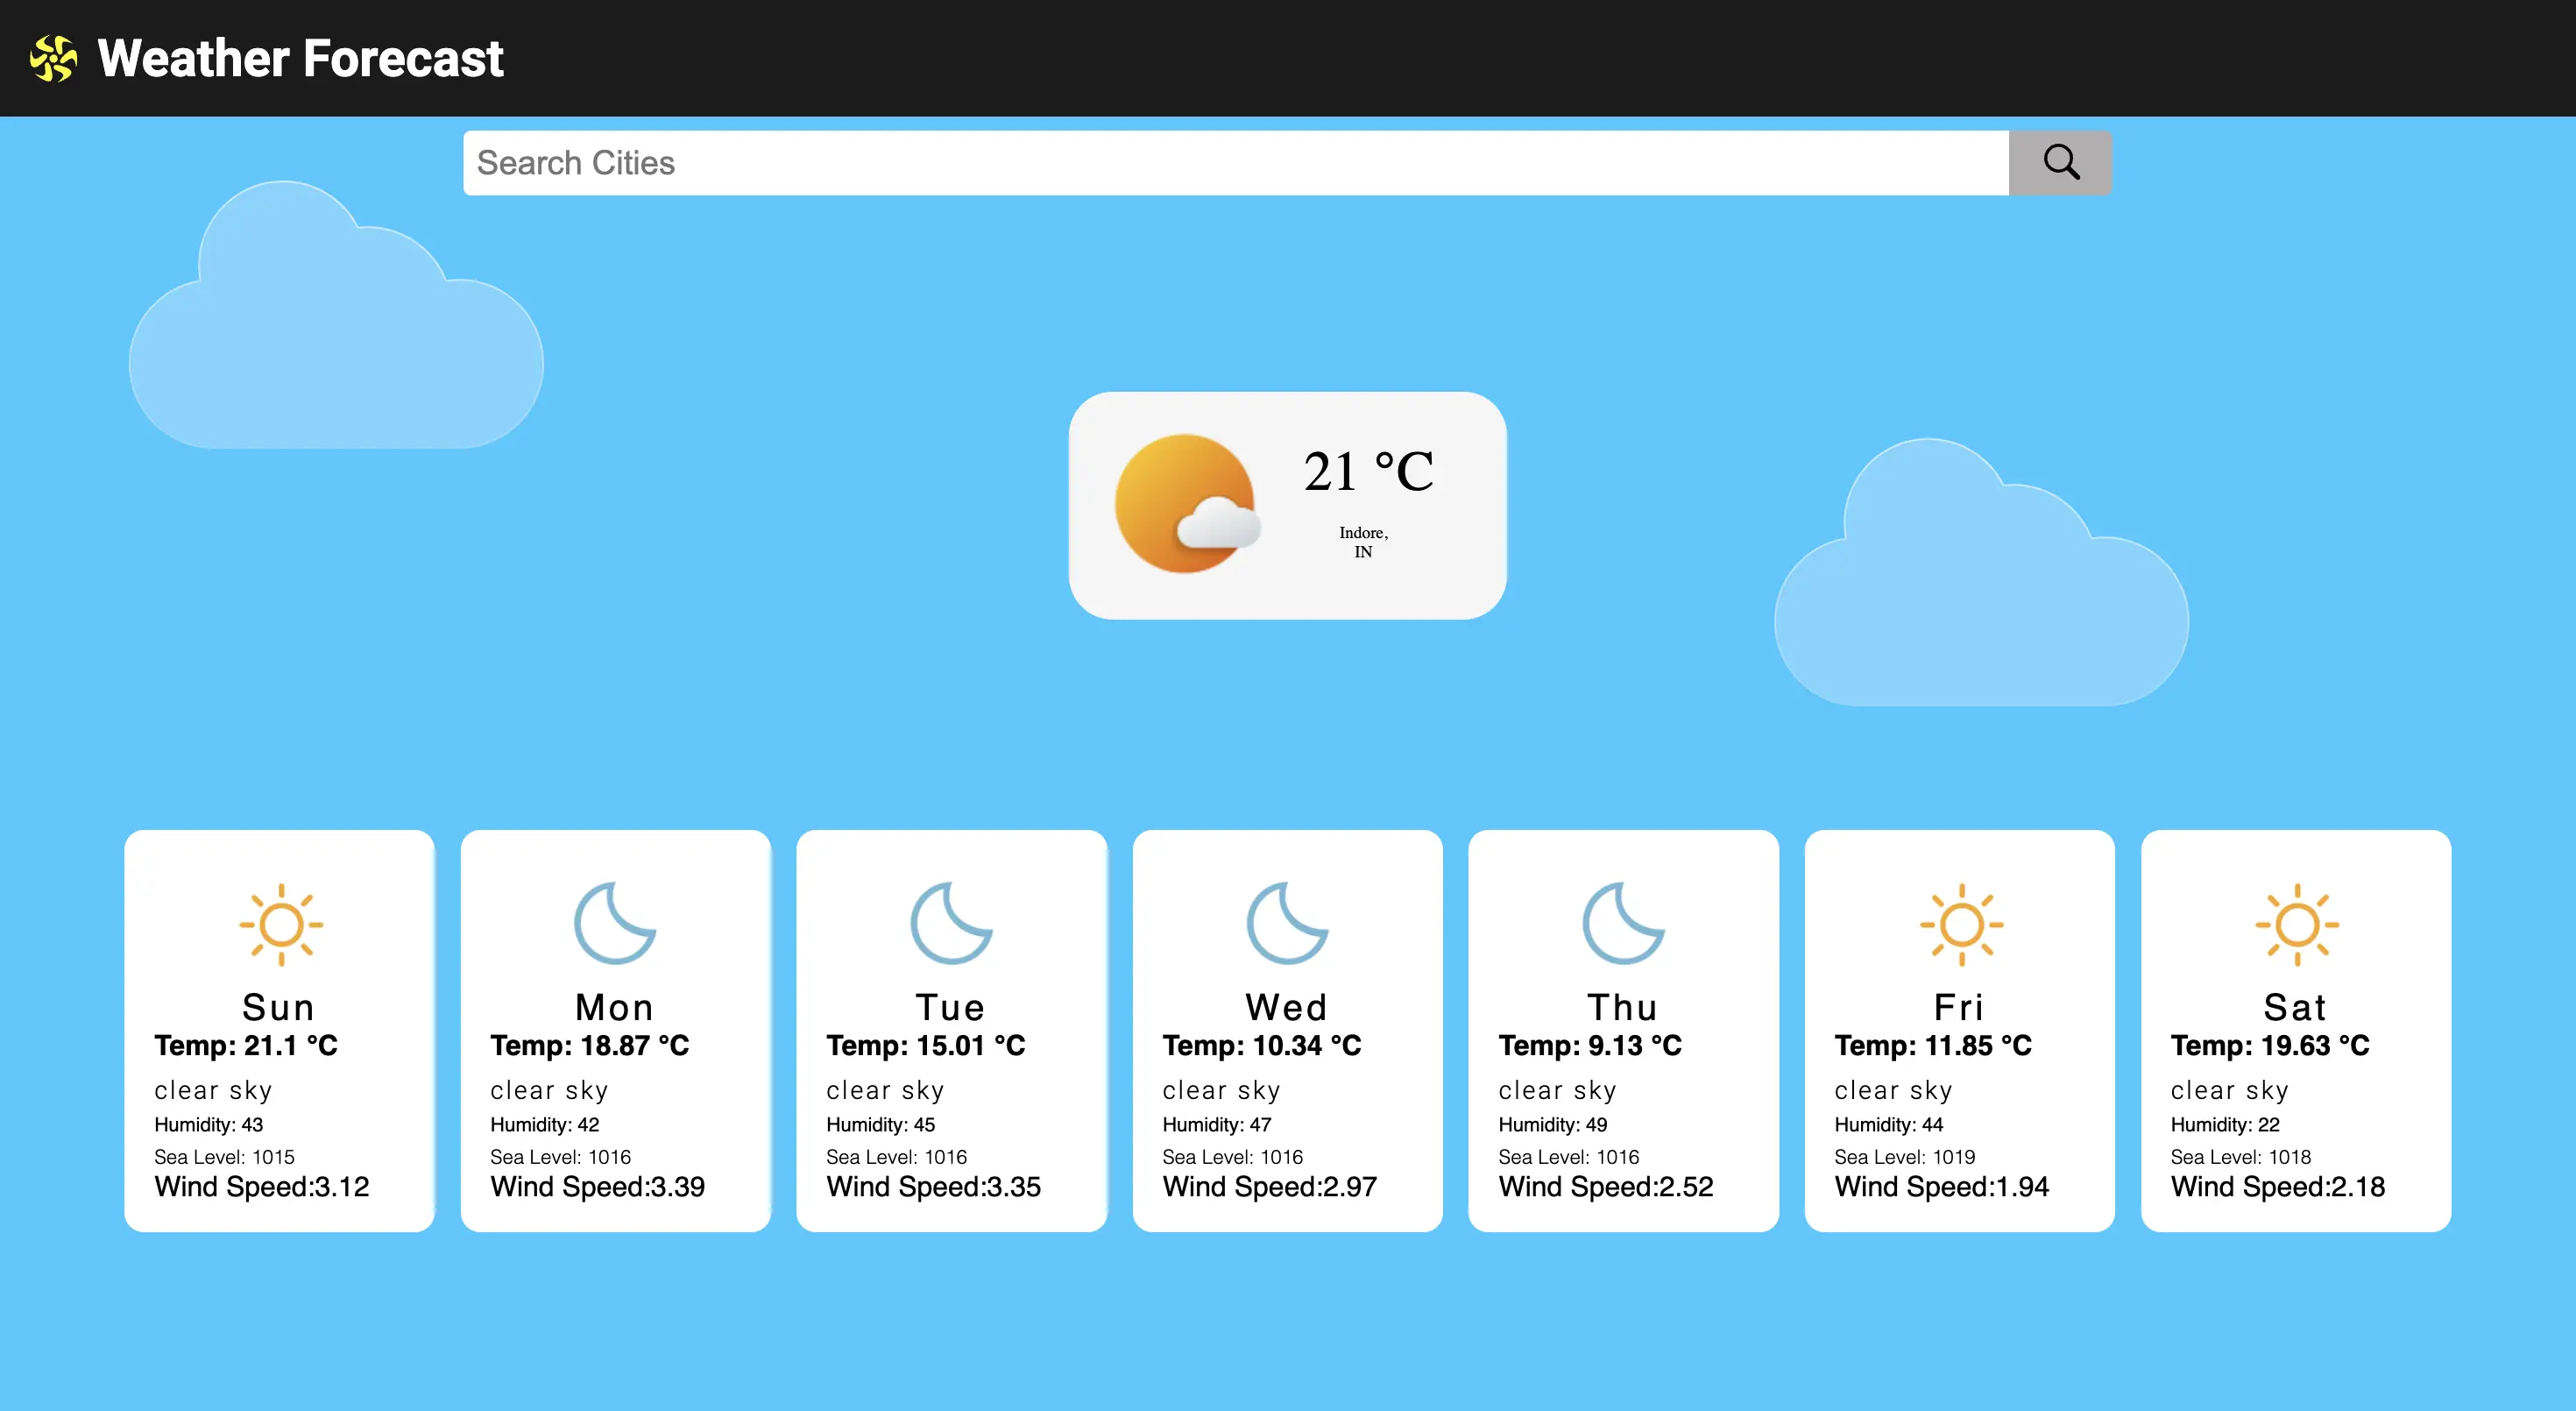 Weather Forecast
Search Cities
21 °C
Indore,
IN
Sun
Temp: 21.1 °C
clear sky
Humidity: 43
Sea Level: 1015
Wind Speed:3.12
Mon
Temp: 18.87 °C
clear sky
Humidity: 42
Sea Level: 1016
Wind Speed:3.39
Tue
Temp: 15.01 °C
clear sky
Humidity: 45
Sea Level: 1016
Wind Speed:3.35
Wed
Temp: 10.34 °C
clear sky
Humidity: 47
Sea Level: 1016
Wind Speed:2.97
Thu
Temp: 9.13 °C
clear sky
Humidity: 49
Sea Level: 1016
Wind Speed:2.52
Fri
Temp: 11.85 °C
clear sky
Humidity: 44
Sea Level: 1019
Wind Speed:1.94
Sat
Temp: 19.63 °C
clear sky
Humidity: 22
Sea Level: 1018
Wind Speed:2.18